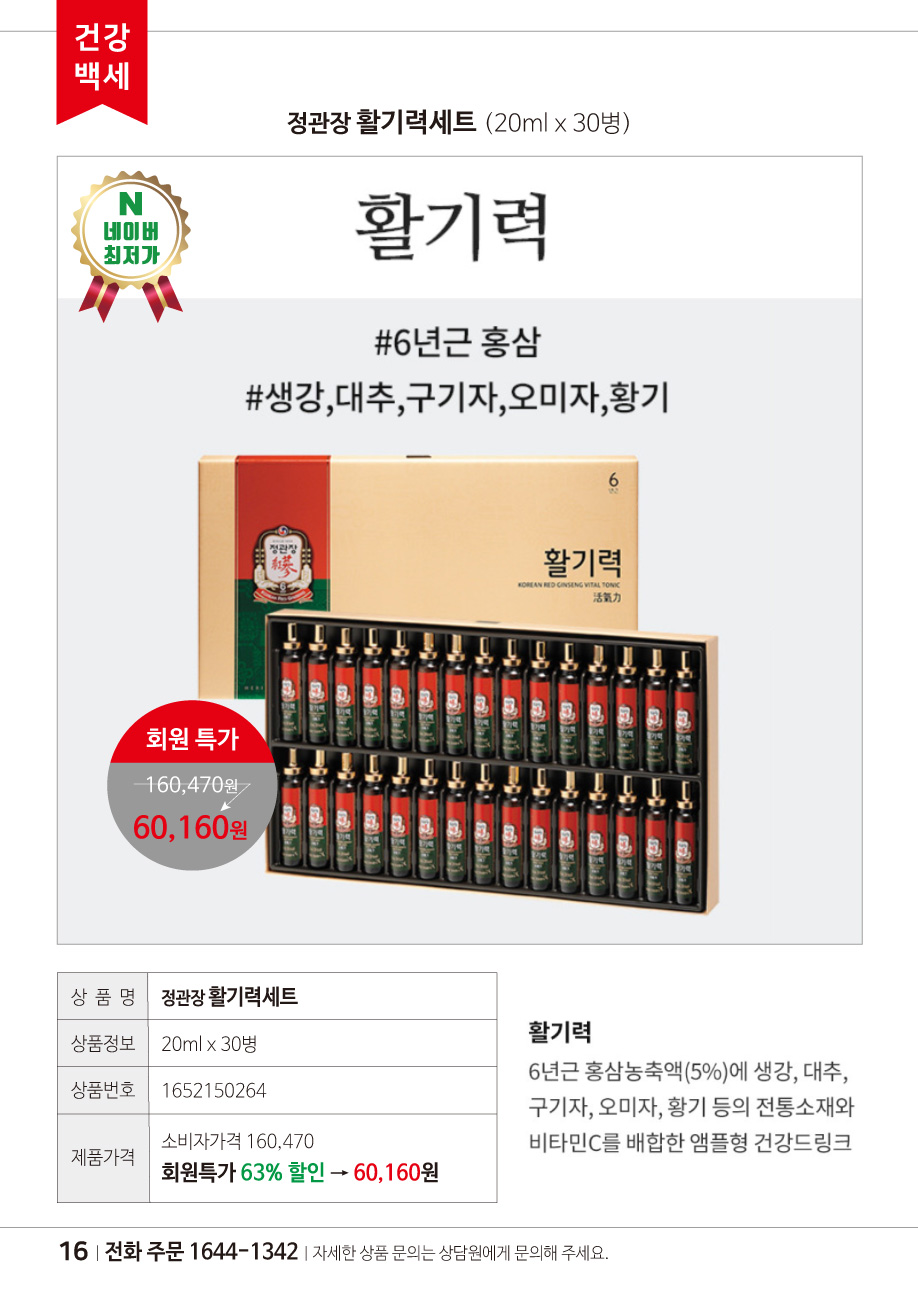 건강
백세
정관장 활기력세트 (20ml x 30병)
N
네이버
최저가
활기력
#6년근 홍삼
#생강,대추,구기자,오미자,황기
6
년근
정관장
활기력
KOREAN RED GINSENG VITAL TONIC
活氣力
회원 특가
160,470원
60,160원
상 품 명 정관장 활기력세트
상품정보 20ml x 30병
상품번호 1652150264
제품가격 소비자가격 160,470
회원특가 63% 할인 → 60,160원
활기력
6년근 홍삼농축액(5%)에 생강, 대추,
구기자, 오미자, 황기 등의 전통소재와
비타민C를 배합한 앰플형 건강드링크
16 | 전화 주문 1644-1342 | 자세한 상품 문의는 상담원에게 문의해 주세요.